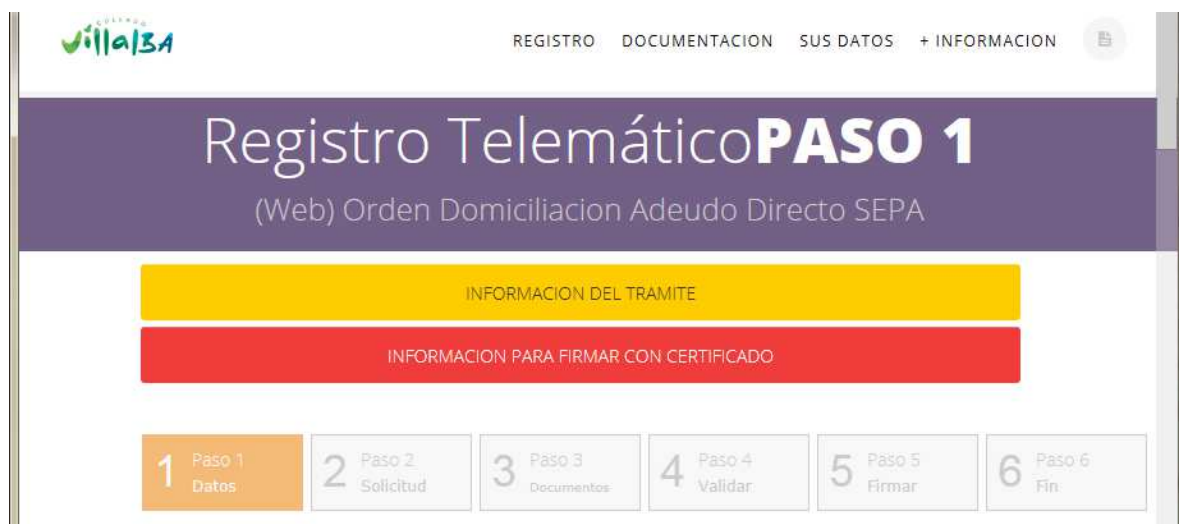 COLLADO
VillalBA
REGISTRO DOCUMENTACION SUS DATOS + INFORMACION
Registro TelemáticoPASO 1
(Web) Orden Domiciliacion Adeudo Directo SEPA
INFORMACION DEL TRAMITE
INFORMACION PARA FIRMAR CON CERTIFICADO
1 Paso 1
Datos
2 Paso 2
Solicitud
3 Paso 3
Documentos
4 Paso 4
Validar
5 Paso 5
Firmar
6 Paso 6
Fin